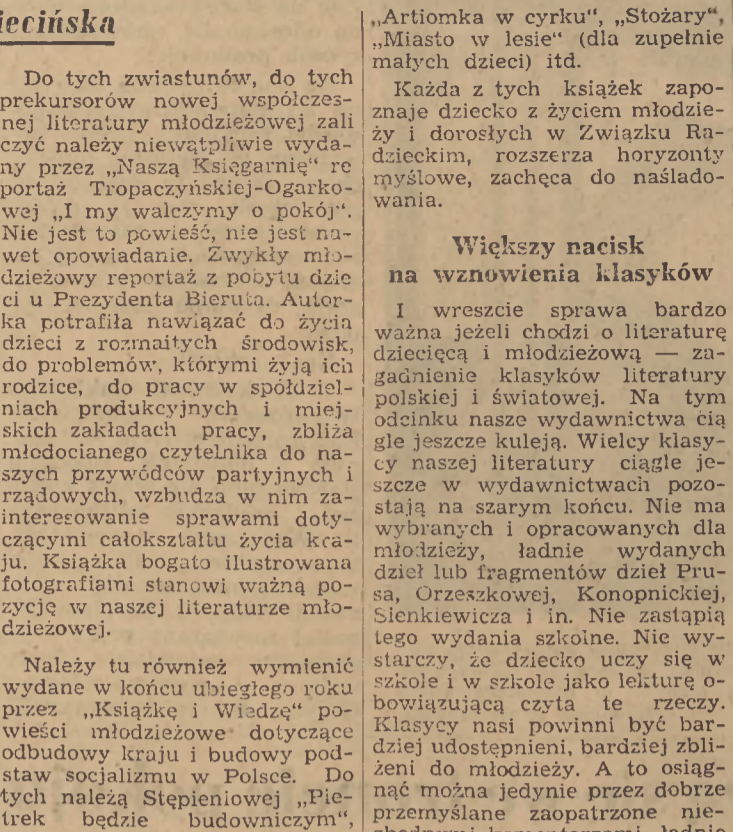 iecińska
Do tych zwiastunów, do tych
prekursorów nowej współczes-
nej literatury młodzieżowej zali
czyć należy niewątpliwie wyda-
ny przez „Naszą Księgarnię" re
portaż Tropaczyńskiej-Ogarko-
wej „I my walczymy o pokój".
Nie jest to powieść, nie jest na-
wet opowiadanie. Zwykły mło-
dzieżowy reportaż z pobytu dzie
ci u Prezydenta Bieruta. Autor-
ka potrafiła nawiązać do życia
dzieci z rozmaitych środowisk,
do problemów, którymi żyją ich
rodzice, do pracy w spółdziel-
niach produkcyjnych i miej-
skich zakładach pracy, zbliża
młodocianego czytelnika do na-
szych przywódców partyjnych i
rządowych, wzbudza w nim za-
interesowanie sprawami doty-
czącymi całokształtu życia kra-
ju. Książka bogato ilustrowana
fotografiami stanowi ważną po-
zycję w naszej literaturze mło-
dzieżowej.
Należy tu również wymienić
wydane w końcu ubiegłego roku
przez „Książkę i Wiedzę" po-
wieści młodzieżowe dotyczące
odbudowy kraju i budowy pod-
staw socjalizmu w Polsce. Do
tych należą Stępieniowej „Pie-
trek będzie budowniczym",
„Artiomka w cyrku", „Stożary",
„Miasto w lesie" (dla zupełnie
małych dzieci) itd.
Każda z tych książek zapo-
znaje dziecko z życiem młodzie-
ży i dorosłych w Związku Ra-
dzieckim, rozszerza horyzonty
myślowe, zachęca do naślado-
wania.
Większy nacisk
na wznowienia klasyków
I wreszcie sprawa bardzo
ważna jeżeli chodzi o literaturę
dziecięcą i młodzieżową — za-
gadnienie klasyków literatury
polskiej i światowej. Na tym
odcinku nasze wydawnictwa cią
gle jeszcze kuleją. Wielcy klasy-
cy naszej literatury ciągle je-
szcze w wydawnictwach pozo-
stają na szarym końcu. Nie ma
wybranych i opracowanych dla
młodzieży, ładnie wydanych
dzieł lub fragmentów dzieł Pru-
sa, Orzeszkowej, Konopnickiej,
Sienkiewicza i in. Nie zastąpią
tego wydania szkolne. Nie wy-
starczy, że dziecko uczy się w
szkole i w szkole jako lekturę o-
bowiązującą czyta te rzeczy.
Klasycy nasi powinni być bar-
dziej udostępnieni, bardziej zbli-
żeni do młodzieży. A to osiąg-
nąć można jedynie przez dobrze
przemyślane zaopatrzone nie-